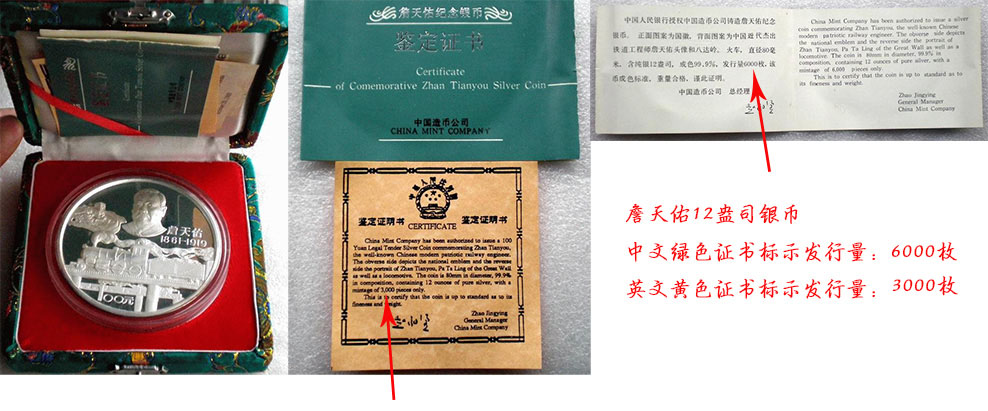 詹天佑
1861-1919
100元
詹天佑纪念银币
鉴定证书
Certificate
of Comemorative Zhan Tianyou Silver Coin
中国造币公司
CHINA MINT COMPANY
中华人民共和国
鉴定证明书 鉴定证明书
CERTIFICATE
China Mint Company has been authorized to issue a 100
Yuan Legal Tender Silver Coin commemorating Zhan Tianyou,
the well-known Chinese modern patriotic railway engineer.
The obverse side depicts the national emblem and the reverse
side the portrait of Zhan Tianyou, Pa Ta Ling of the Great Wall
as well as a locomotive. The coin is 80mm in diameter, 99.9%
in composition, containing 12 ounces of pure silver, with a
mintage of 3,000 pieces only.
This is to certify that the coin is up to standard as to its
fineness and weight.
Zhao Jingying
General Manager
China Mint Company
中国人民银行授权中国造币公司铸造詹天佑纪念
银币。正面图案为国徽，背面图案为中国近代杰出
铁道工程师詹天佑头像和八达岭、火车，直径80毫
米，含纯银12盎司，成色99.9%，发行量6000枚，该
币成色标准，重量合格，谨此证明。
中国造币公司 总经理
China Mint Company has been authorized to issue a silver
coin commemorating Zhan Tianyou, the well-known Chinese
modern patriotic railway engineer. The obverse side depicts
the national emblem and the reverse side the portrait of
Zhan Tianyou, Pa Ta Ling of the Great Wall as well as a
locomotive. The coin is 80mm in diameter, 99.9% in
composition, containing 12 ounces of pure silver, with a
mintage of 6,000 pieces only.
This is to certify that the coin is up to standard as to
its fineness and weight.
Zhao Jingying
General Manager
China Mint Company
詹天佑12盎司银币
中文绿色证书标示发行量：6000枚
英文黄色证书标示发行量：3000枚